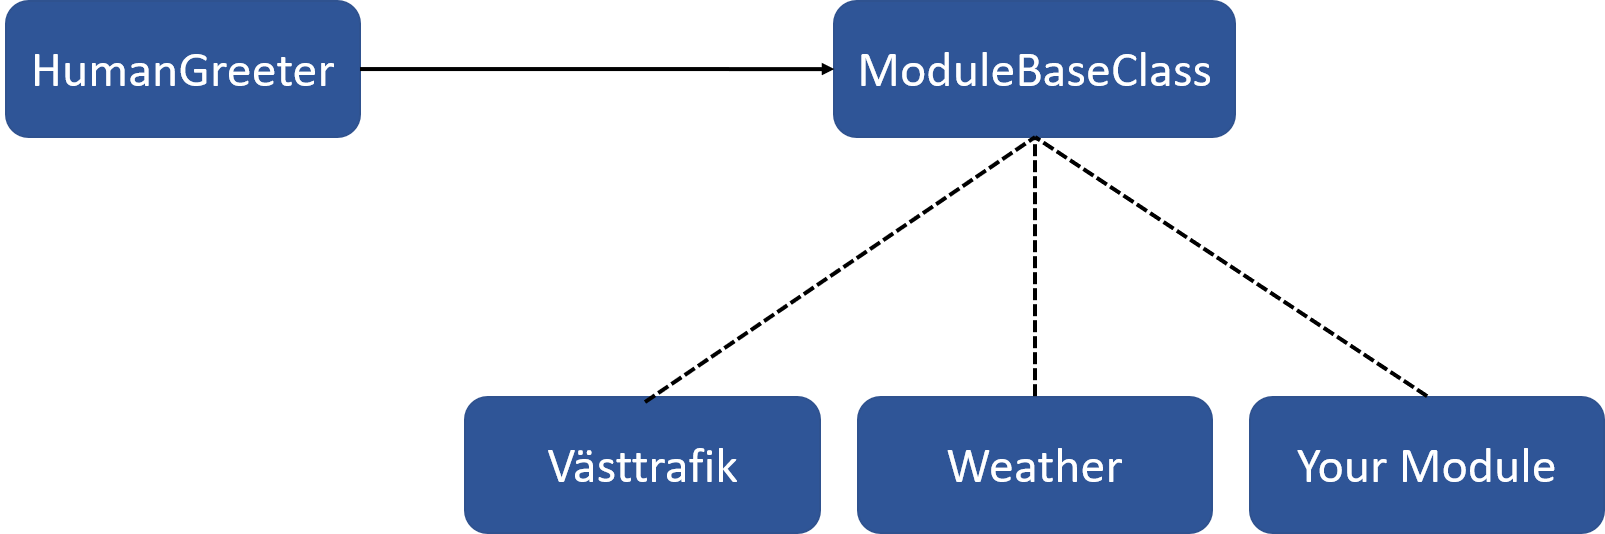 HumanGreeter
ModuleBaseClass
Västtrafik
Weather
Your Module